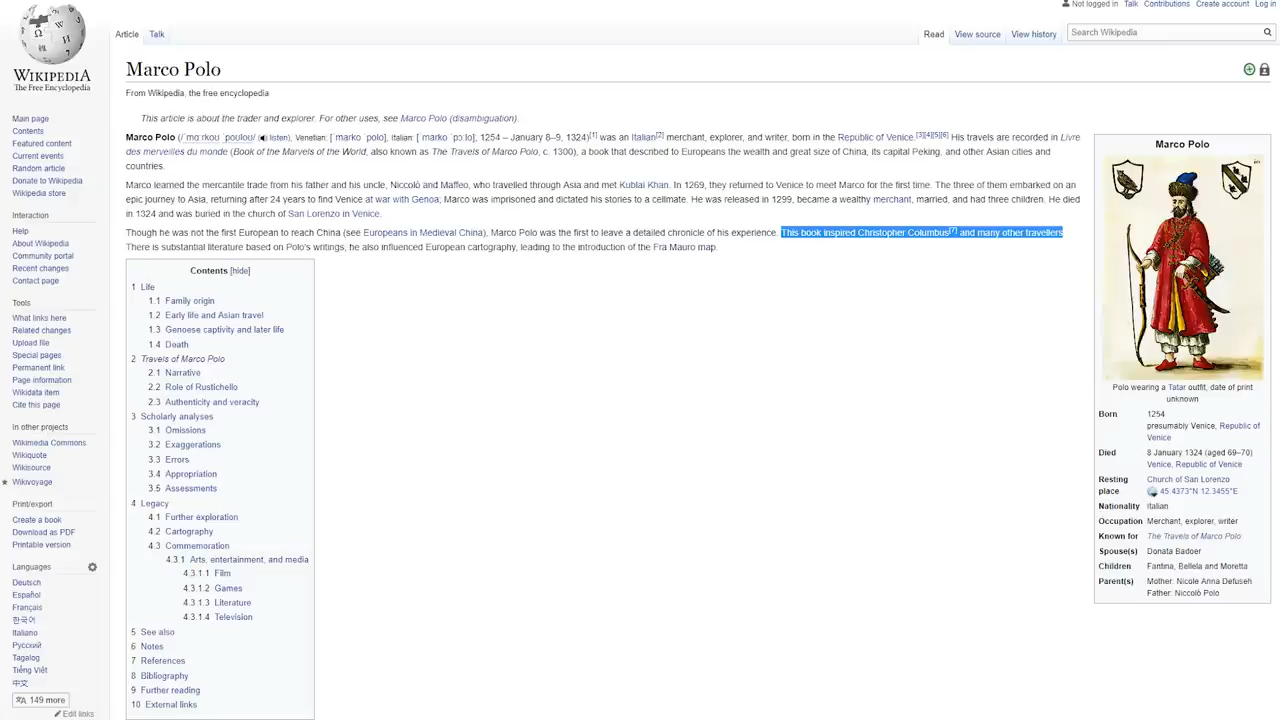 Not logged in Talk Contributions Create account Log in
WIKIPEDIA
The Free Encyclopedia
Article Talk
Read View source View history Search Wikipedia
Main page
Contents
Featured content
Current events
Random article
Donate to Wikipedia
Wikipedia store
Interaction
Help
About Wikipedia
Community portal
Recent changes
Contact page
Tools
What links here
Related changes
Upload file
Special pages
Permanent link
Page information
Wikidata item
Cite this page
In other projects
Wikimedia Commons
Wikiquote
Wikisource
Wikivoyage
Print/export
Create a book
Download as PDF
Printable version
Languages
Deutsch
Español
Français
한국어
Italiano
Русский
Tagalog
Tiếng Việt
中文
149 more
Edit links
Marco Polo
From Wikipedia, the free encyclopedia
This article is about the trader and explorer. For other uses, see Marco Polo (disambiguation).
Marco Polo (/ˈmɑːrkoʊ ˈpoʊloʊ/ (listen), Venetian: [ˈmarko ˈpolo], Italian: [ˈmarko ˈpɔːlo], 1254 – January 8–9, 1324)[1] was an Italian[2] merchant, explorer, and writer, born in the Republic of Venice.[3][4][5][6] His travels are recorded in Livre
des merveilles du monde (Book of the Marvels of the World, also known as The Travels of Marco Polo, c. 1300), a book that described to Europeans the wealth and great size of China, its capital Peking, and other Asian cities and
countries.
Marco learned the mercantile trade from his father and his uncle, Niccolò and Maffeo, who travelled through Asia and met Kublai Khan. In 1269, they returned to Venice to meet Marco for the first time. The three of them embarked on an
epic journey to Asia, returning after 24 years to find Venice at war with Genoa; Marco was imprisoned and dictated his stories to a cellmate. He was released in 1299, became a wealthy merchant, married, and had three children. He died
in 1324 and was buried in the church of San Lorenzo in Venice.
Though he was not the first European to reach China (see Europeans in Medieval China), Marco Polo was the first to leave a detailed chronicle of his experience. This book inspired Christopher Columbus[7] and many other travellers
There is substantial literature based on Polo's writings; he also influenced European cartography, leading to the introduction of the Fra Mauro map.
Contents [hide]
1 Life
1.1 Family origin
1.2 Early life and Asian travel
1.3 Genoese captivity and later life
1.4 Death
2 Travels of Marco Polo
2.1 Narrative
2.2 Role of Rustichello
2.3 Authenticity and veracity
3 Scholarly analyses
3.1 Omissions
3.2 Exaggerations
3.3 Errors
3.4 Appropriation
3.5 Assessments
4 Legacy
4.1 Further exploration
4.2 Cartography
4.3 Commemoration
4.3.1 Arts, entertainment, and media
4.3.1.1 Film
4.3.1.2 Games
4.3.1.3 Literature
4.3.1.4 Television
5 See also
6 Notes
7 References
8 Bibliography
9 Further reading
10 External links
Marco Polo
Polo wearing a Tatar outfit, date of print
unknown
Born 1254
presumably Venice, Republic of
Venice
Died 8 January 1324 (aged 69–70)
Venice, Republic of Venice
Resting Church of San Lorenzo
place 45.4373°N 12.3455°E
Nationality Italian
Occupation Merchant, explorer, writer
Known for The Travels of Marco Polo
Spouse(s) Donata Badoer
Children Fantina, Bellela and Moretta
Parent(s) Mother: Nicole Anna Defuseh
Father: Niccolò Polo